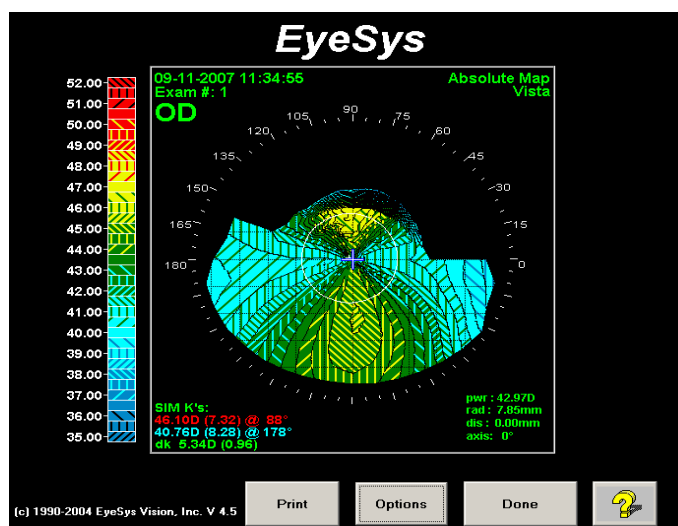 EyeSys
09-11-2007 11:34:55
Absolute Map
Exam #: 1
Vista
OD
52.00
51.00
50.00
49.00
48.00
47.00
46.00
45.00
44.00
43.00
42.00
41.00
40.00
39.00
38.00
37.00
36.00
35.00
90
105
75
120
60
135
45
150
30
165
15
180
0
SIM K's:
46.10D (7.32) @ 88°
40.76D (8.28) @ 178°
dk 5.34D (0.96)
pwr : 42.97D
rad : 7.85mm
dis : 0.00mm
axis: 0°
(c) 1990-2004 EyeSys Vision, Inc. V 4.5
Print
Options
Done
?